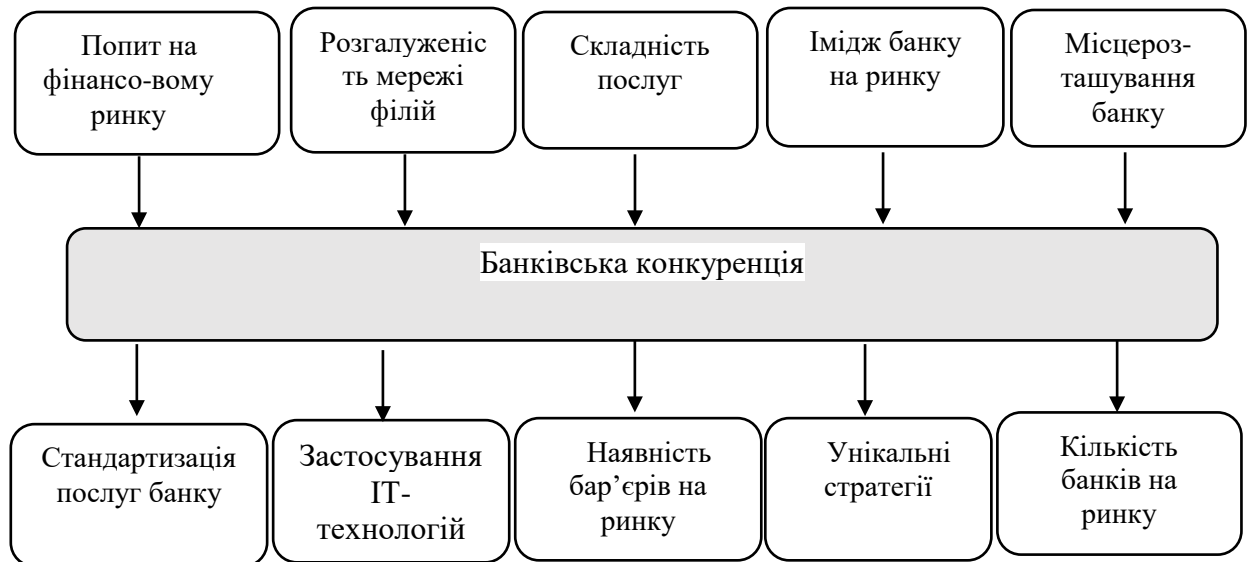 Попит на
фінансо-вому
ринку
Розгалуженіс
ть мережі
філій
Складність
послуг
Імідж банку
на ринку
Місцероз-
ташування
банку
Банківська конкуренція
Стандартизація
послуг банку
Застосування
ІТ-
технологій
Наявність
бар’єрів на
ринку
Унікальні
стратегії
Кількість
банків на
ринку